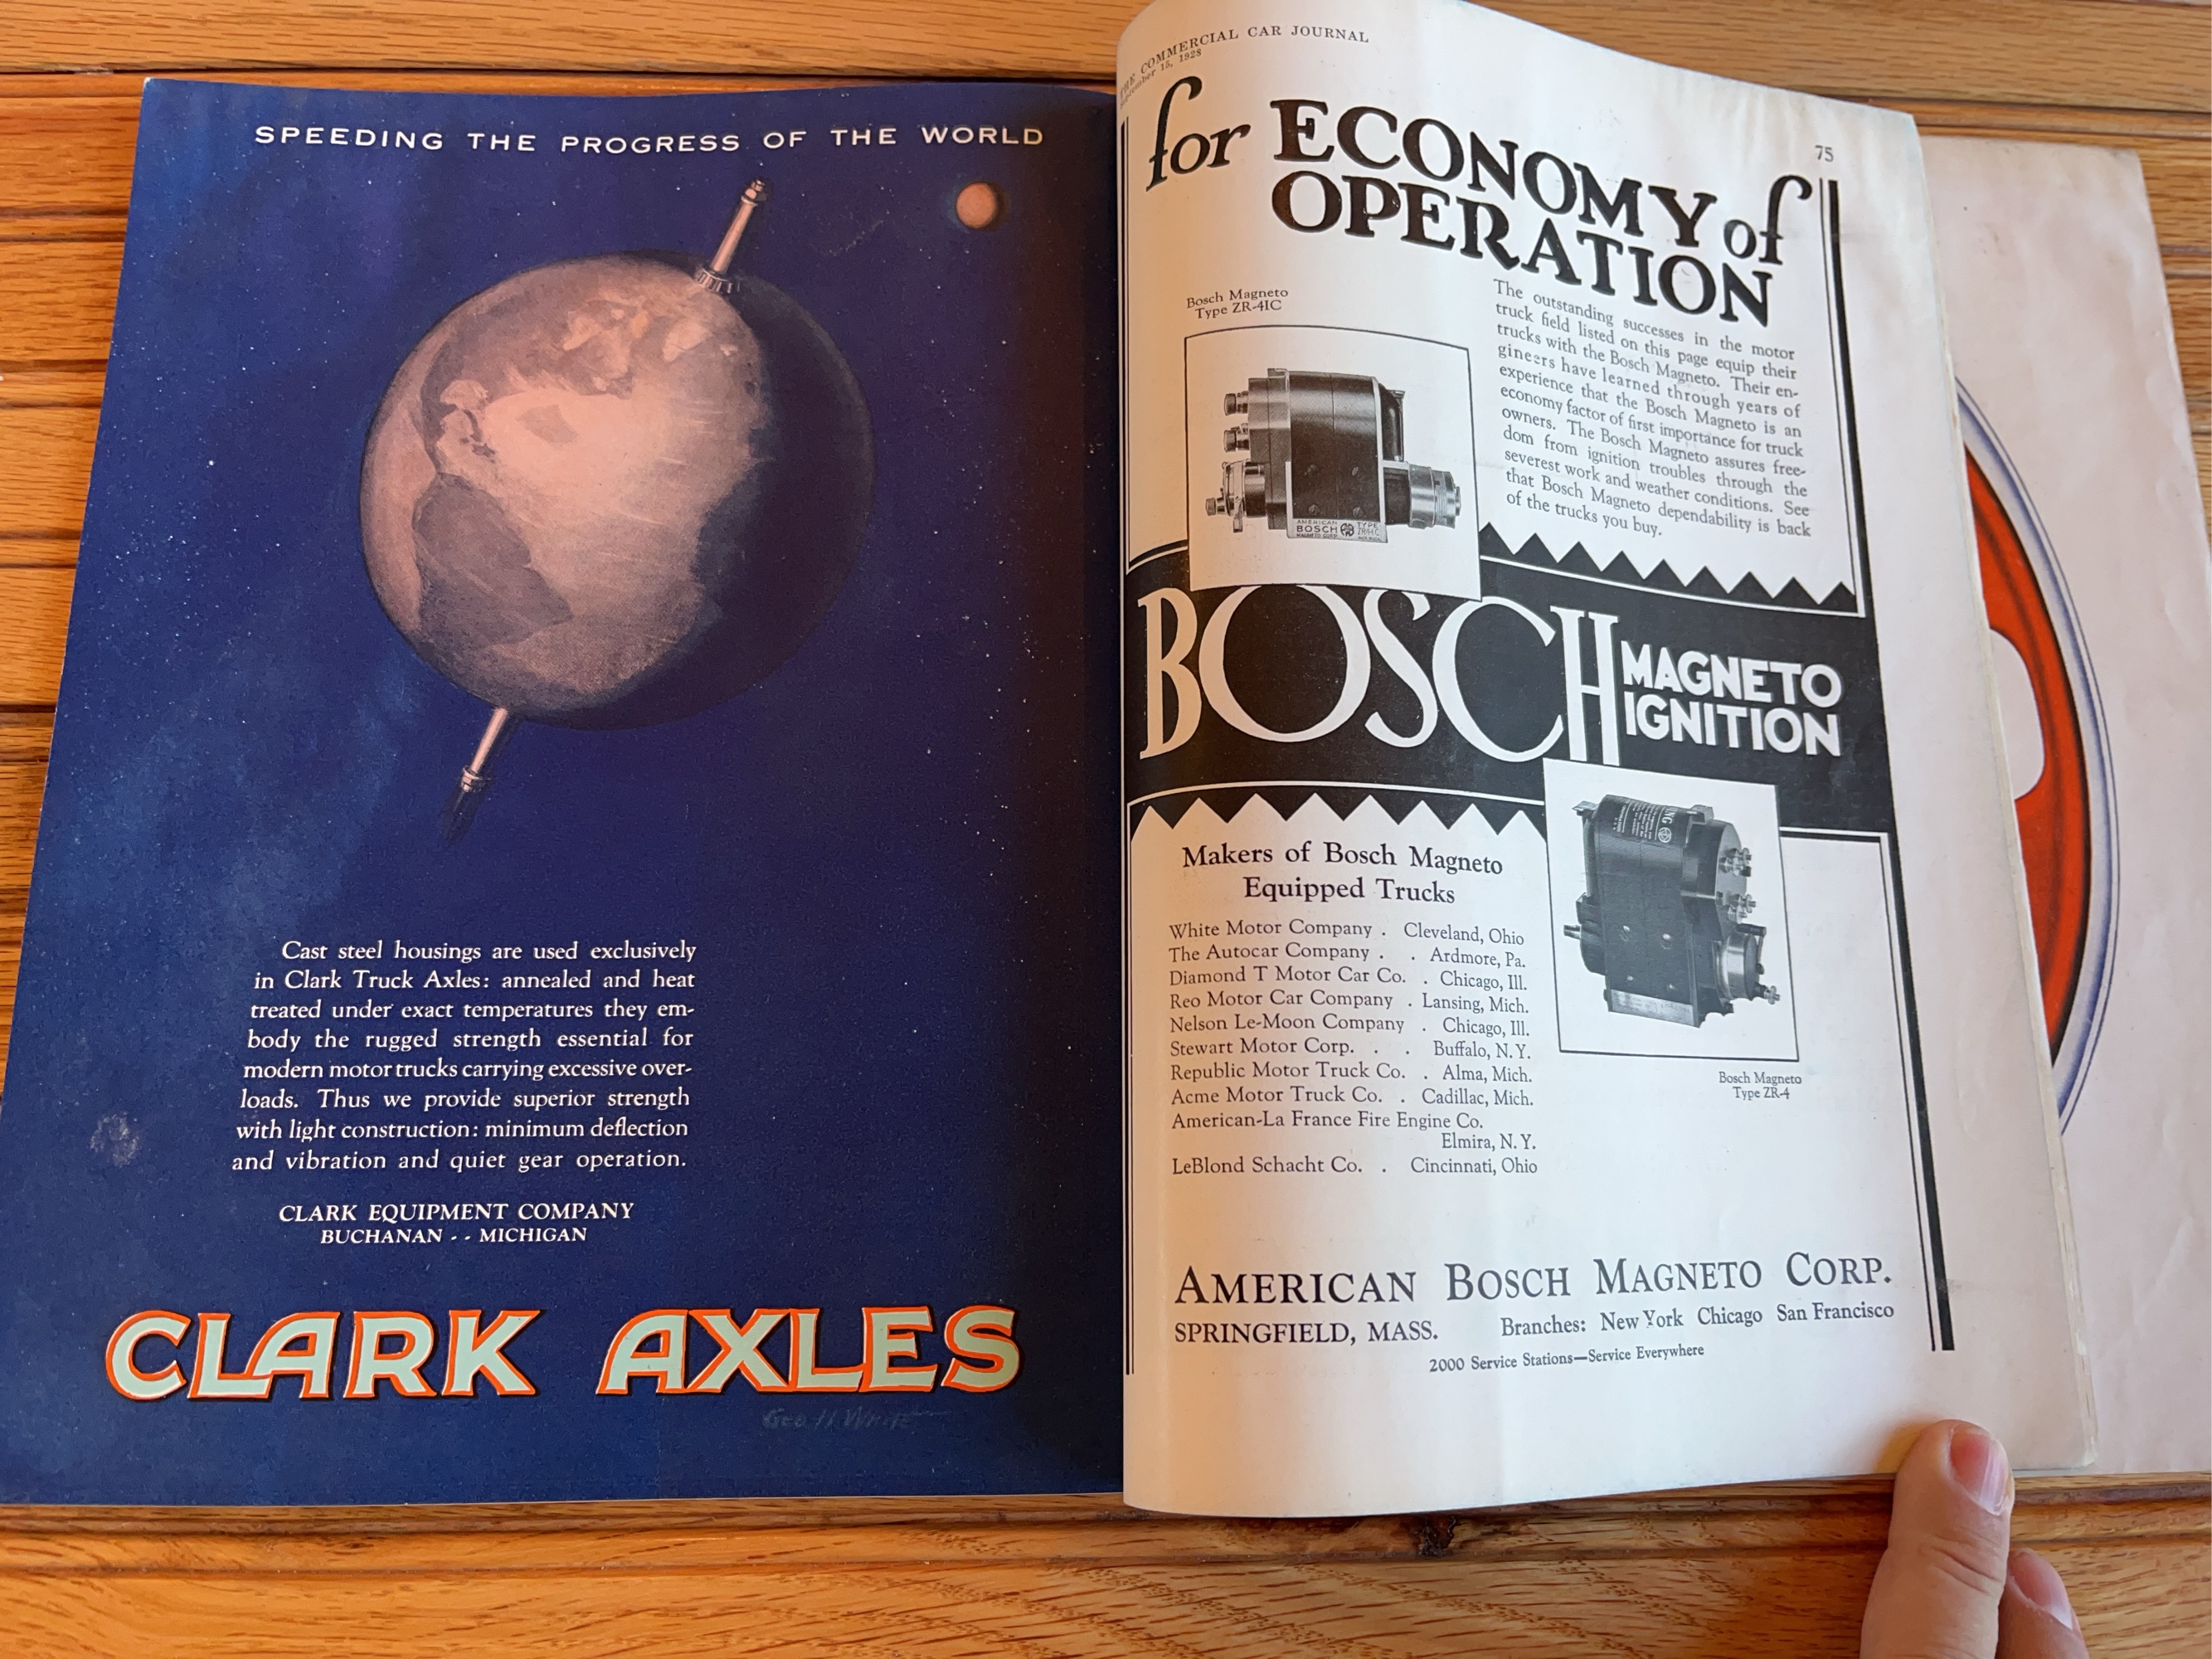 SPEEDING THE PROGRESS OF THE WORLD
Cast steel housings are used exclusively
in Clark Truck Axles: annealed and heat
treated under exact temperatures they em-
body the rugged strength essential for
modern motor trucks carrying excessive over-
loads. Thus we provide superior strength
with light construction: minimum deflection
and vibration and quiet gear operation.
CLARK EQUIPMENT COMPANY
BUCHANAN - - MICHIGAN
CLARK AXLES
GEO H. WHITE
THE COMMERCIAL CAR JOURNAL
September 15, 1928
75
for ECONOMY of
OPERATION
Bosch Magneto
Type ZR-4IC
The outstanding successes in the motor
truck field listed on this page equip their
trucks with the Bosch Magneto. Their en-
gineers have learned through years of
experience that the Bosch Magneto is an
economy factor of first importance for truck
owners. The Bosch Magneto assures free-
dom from ignition troubles through the
severest work and weather conditions. See
that Bosch Magneto dependability is back
of the trucks you buy.
AMERICAN
BOSCH
MAGNETO CORP.
TYPE
BOSCH MAGNETO
IGNITION
Makers of Bosch Magneto
Equipped Trucks
White Motor Company . Cleveland, Ohio
The Autocar Company . . Ardmore, Pa.
Diamond T Motor Car Co. . Chicago, Ill.
Reo Motor Car Company . Lansing, Mich.
Nelson Le-Moon Company . Chicago, Ill.
Stewart Motor Corp. . . Buffalo, N.Y.
Republic Motor Truck Co. . Alma, Mich.
Acme Motor Truck Co. . Cadillac, Mich.
American-La France Fire Engine Co.
Elmira, N.Y.
LeBlond Schacht Co. . Cincinnati, Ohio
Bosch Magneto
Type ZR-4
AMERICAN BOSCH MAGNETO CORP.
SPRINGFIELD, MASS. Branches: New York Chicago San Francisco
2000 Service Stations—Service Everywhere